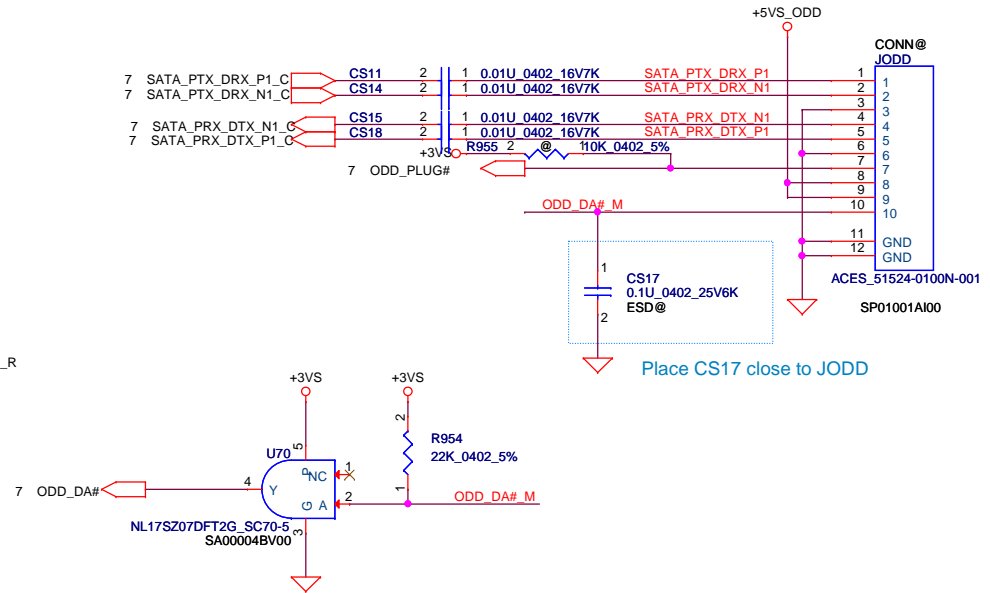 +5VS_ODD
CONN@
JODD
7 SATA_PTX_DRX_P1_C CS11 2 1 0.01U_0402_16V7K SATA_PTX_DRX_P1 1 1
7 SATA_PTX_DRX_N1_C CS14 2 1 0.01U_0402_16V7K SATA_PTX_DRX_N1 2 2
3 3
7 SATA_PRX_DTX_N1_C CS15 2 1 0.01U_0402_16V7K SATA_PRX_DTX_N1 4 4
7 SATA_PRX_DTX_P1_C CS18 2 1 0.01U_0402_16V7K SATA_PRX_DTX_P1 5 5
+3VS R955 2 @ 1 10K_0402_5% 6 6
7 ODD_PLUG# 7 7
8 8
9 9
ODD_DA#_M 10 10
11 GND
12 GND
1
CS17
0.1U_0402_25V6K
ESD@
2
ACES_51524-0100N-001
SP01001AI00
Place CS17 close to JODD
_R
+3VS +3VS
2
R954
22K_0402_5%
5
U70
P
NC 1
1
7 ODD_DA# 4 Y G A 2 ODD_DA#_M
NL17SZ07DFT2G_SC70-5
SA00004BV00
3